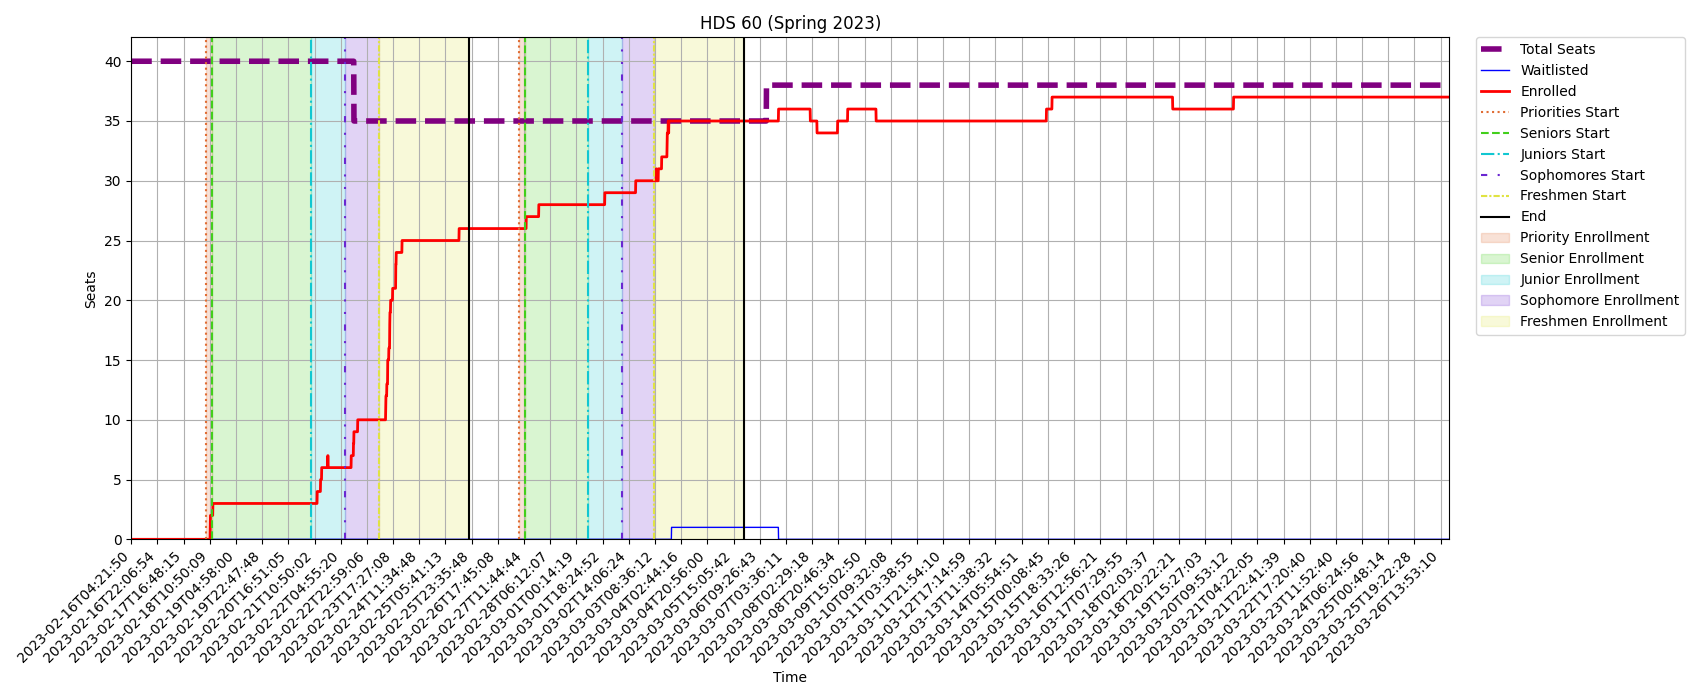 HDS 60 (Spring 2023)
Total Seats
Waitlisted
Enrolled
Priorities Start
Seniors Start
Juniors Start
Sophomores Start
Freshmen Start
End
Priority Enrollment
Senior Enrollment
Junior Enrollment
Sophomore Enrollment
Freshmen Enrollment
Seats
40
35
30
25
20
15
10
5
0
2023-02-16T04:21:50
2023-02-16T22:06:54
2023-02-17T16:48:15
2023-02-18T10:50:09
2023-02-19T04:58:00
2023-02-19T22:47:48
2023-02-20T16:51:05
2023-02-21T10:50:02
2023-02-22T04:55:20
2023-02-22T22:59:06
2023-02-23T17:27:08
2023-02-24T11:34:48
2023-02-25T05:41:13
2023-02-25T23:35:48
2023-02-26T17:45:08
2023-02-27T11:44:44
2023-02-28T06:12:07
2023-03-01T00:14:19
2023-03-01T18:24:52
2023-03-02T14:06:24
2023-03-03T08:36:12
2023-03-04T02:44:16
2023-03-04T20:56:00
2023-03-05T15:05:42
2023-03-06T09:26:43
2023-03-07T03:36:11
2023-03-08T02:29:18
2023-03-08T20:46:34
2023-03-09T15:02:50
2023-03-10T09:32:08
2023-03-11T03:38:55
2023-03-11T21:54:10
2023-03-12T17:14:59
2023-03-13T11:38:32
2023-03-14T05:54:51
2023-03-15T00:08:45
2023-03-15T18:33:26
2023-03-16T12:56:21
2023-03-17T07:29:55
2023-03-18T02:03:37
2023-03-18T20:22:21
2023-03-19T15:27:03
2023-03-20T09:53:12
2023-03-21T04:22:05
2023-03-21T22:41:39
2023-03-22T17:20:40
2023-03-23T11:52:40
2023-03-24T06:24:56
2023-03-25T00:48:14
2023-03-25T19:22:28
2023-03-26T13:53:10
Time